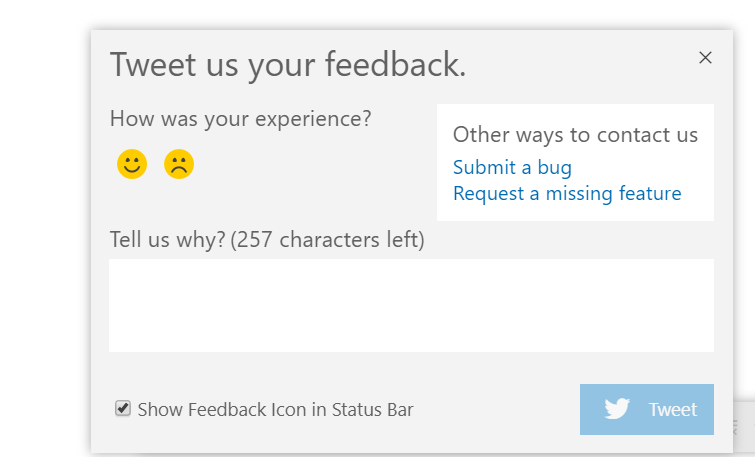 Tweet us your feedback.
How was your experience?
Other ways to contact us
Submit a bug
Request a missing feature
Tell us why? (257 characters left)
Show Feedback Icon in Status Bar
Tweet